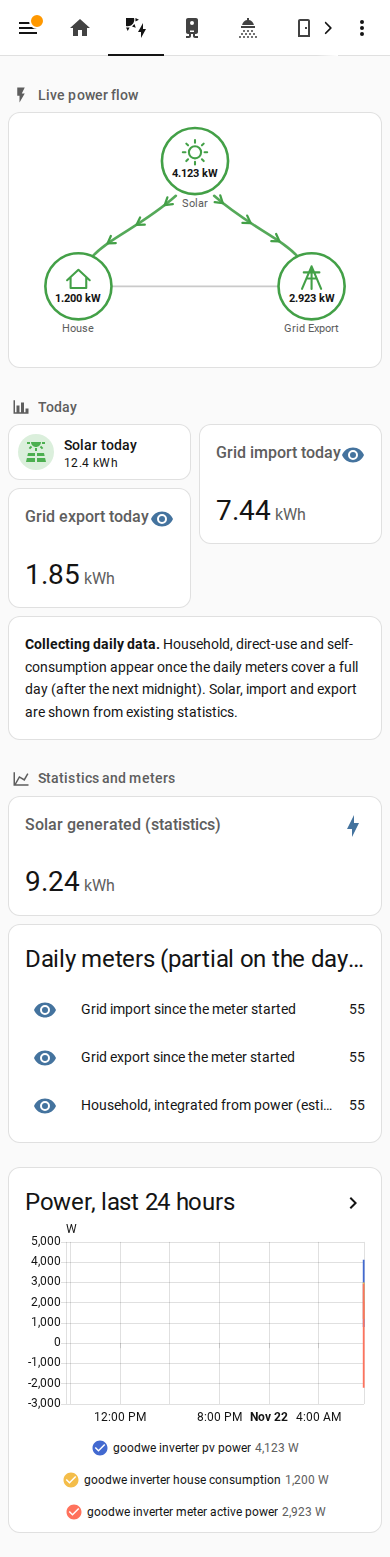 Live power flow
4.123 kW
Solar
1.200 kW
2.923 kW
House
Grid Export
Today
Solar today
12.4 kWh
Grid import today
7.44 kWh
Grid export today
1.85 kWh
Collecting daily data. Household, direct-use and self-
consumption appear once the daily meters cover a full
day (after the next midnight). Solar, import and export
are shown from existing statistics.
Statistics and meters
Solar generated (statistics)
9.24 kWh
Daily meters (partial on the day…
Grid import since the meter started 55
Grid export since the meter started 55
Household, integrated from power (esti… 55
Power, last 24 hours
W
5,000
4,000
3,000
2,000
1,000
0
-1,000
-2,000
-3,000
12:00 PM 8:00 PM Nov 22 4:00 AM
goodwe inverter pv power 4,123 W
goodwe inverter house consumption 1,200 W
goodwe inverter meter active power 2,923 W